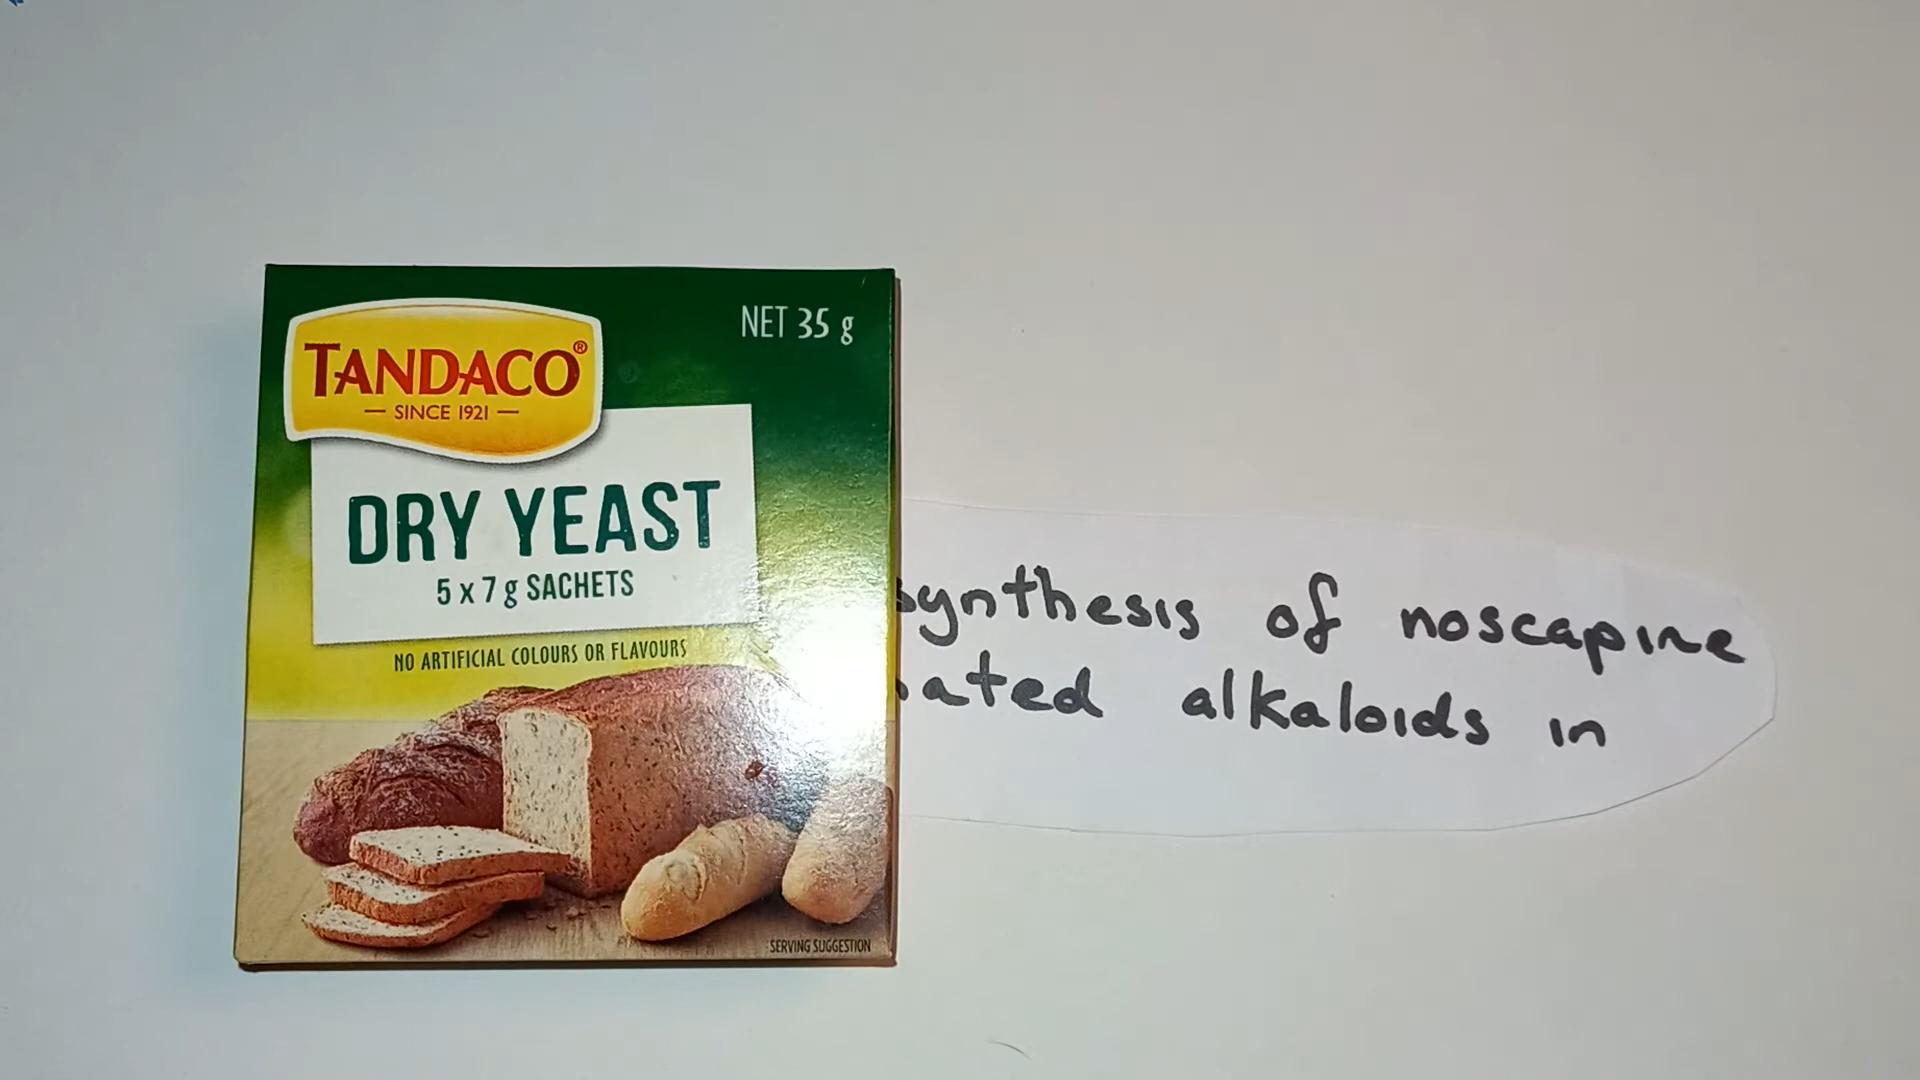 NET 35 g
TANDACO®
— SINCE 1921 —
DRY YEAST
5 x 7 g SACHETS
NO ARTIFICIAL COLOURS OR FLAVOURS
synthesis of noscapine
alkaloids in
SERVING SUGGESTION